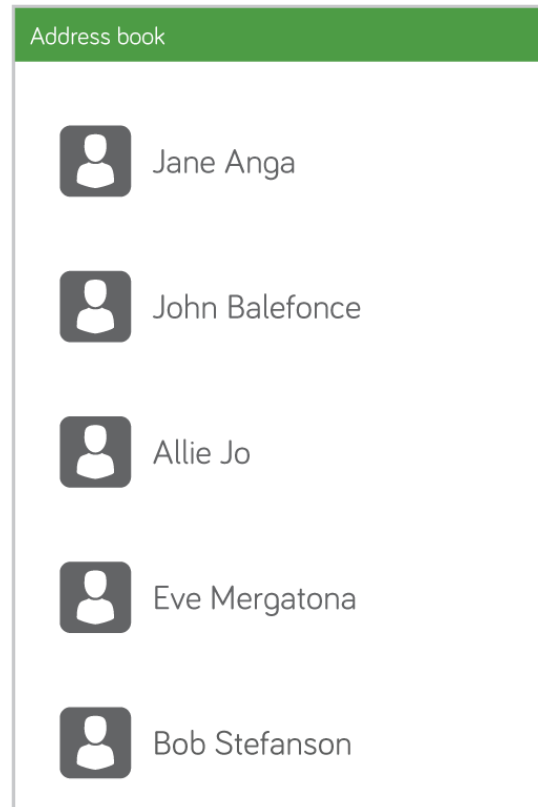 Address book
Jane Anga
John Balefonce
Allie Jo
Eve Mergatona
Bob Stefanson